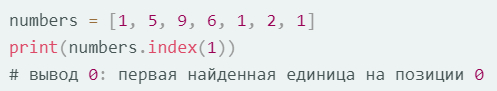 numbers = [1, 5, 9, 6, 1, 2, 1]
print(numbers.index(1))
# вывод 0: первая найденная единица на позиции 0